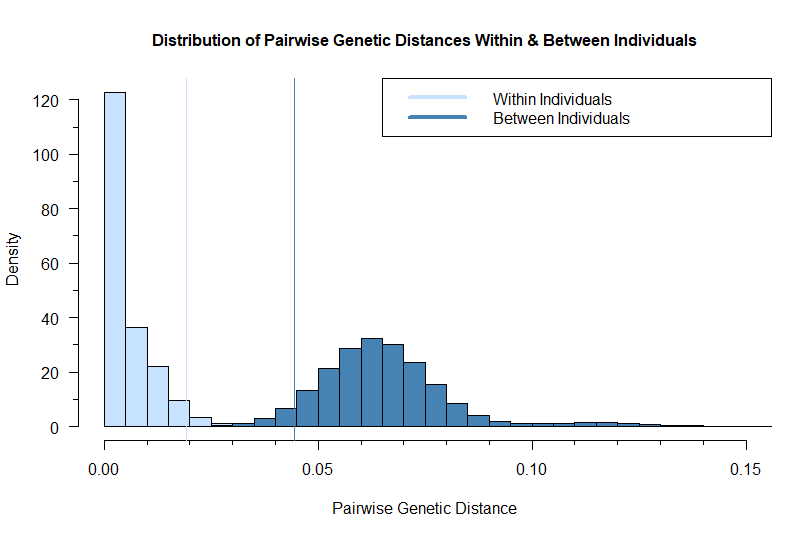 Distribution of Pairwise Genetic Distances Within & Between Individuals
Within Individuals
Between Individuals
Density
120
100
80
60
40
20
0
0.00 0.05 0.10 0.15
Pairwise Genetic Distance